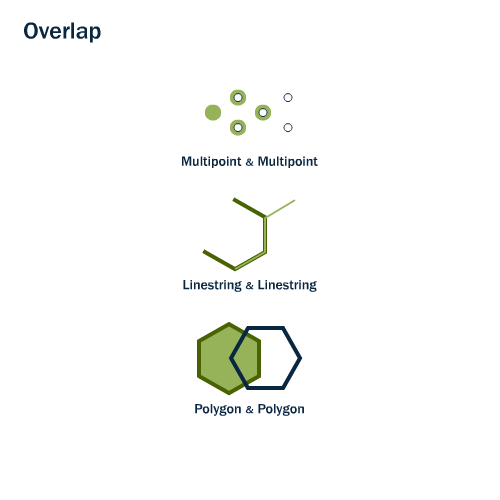 Overlap
Multipoint & Multipoint
Linestring & Linestring
Polygon & Polygon